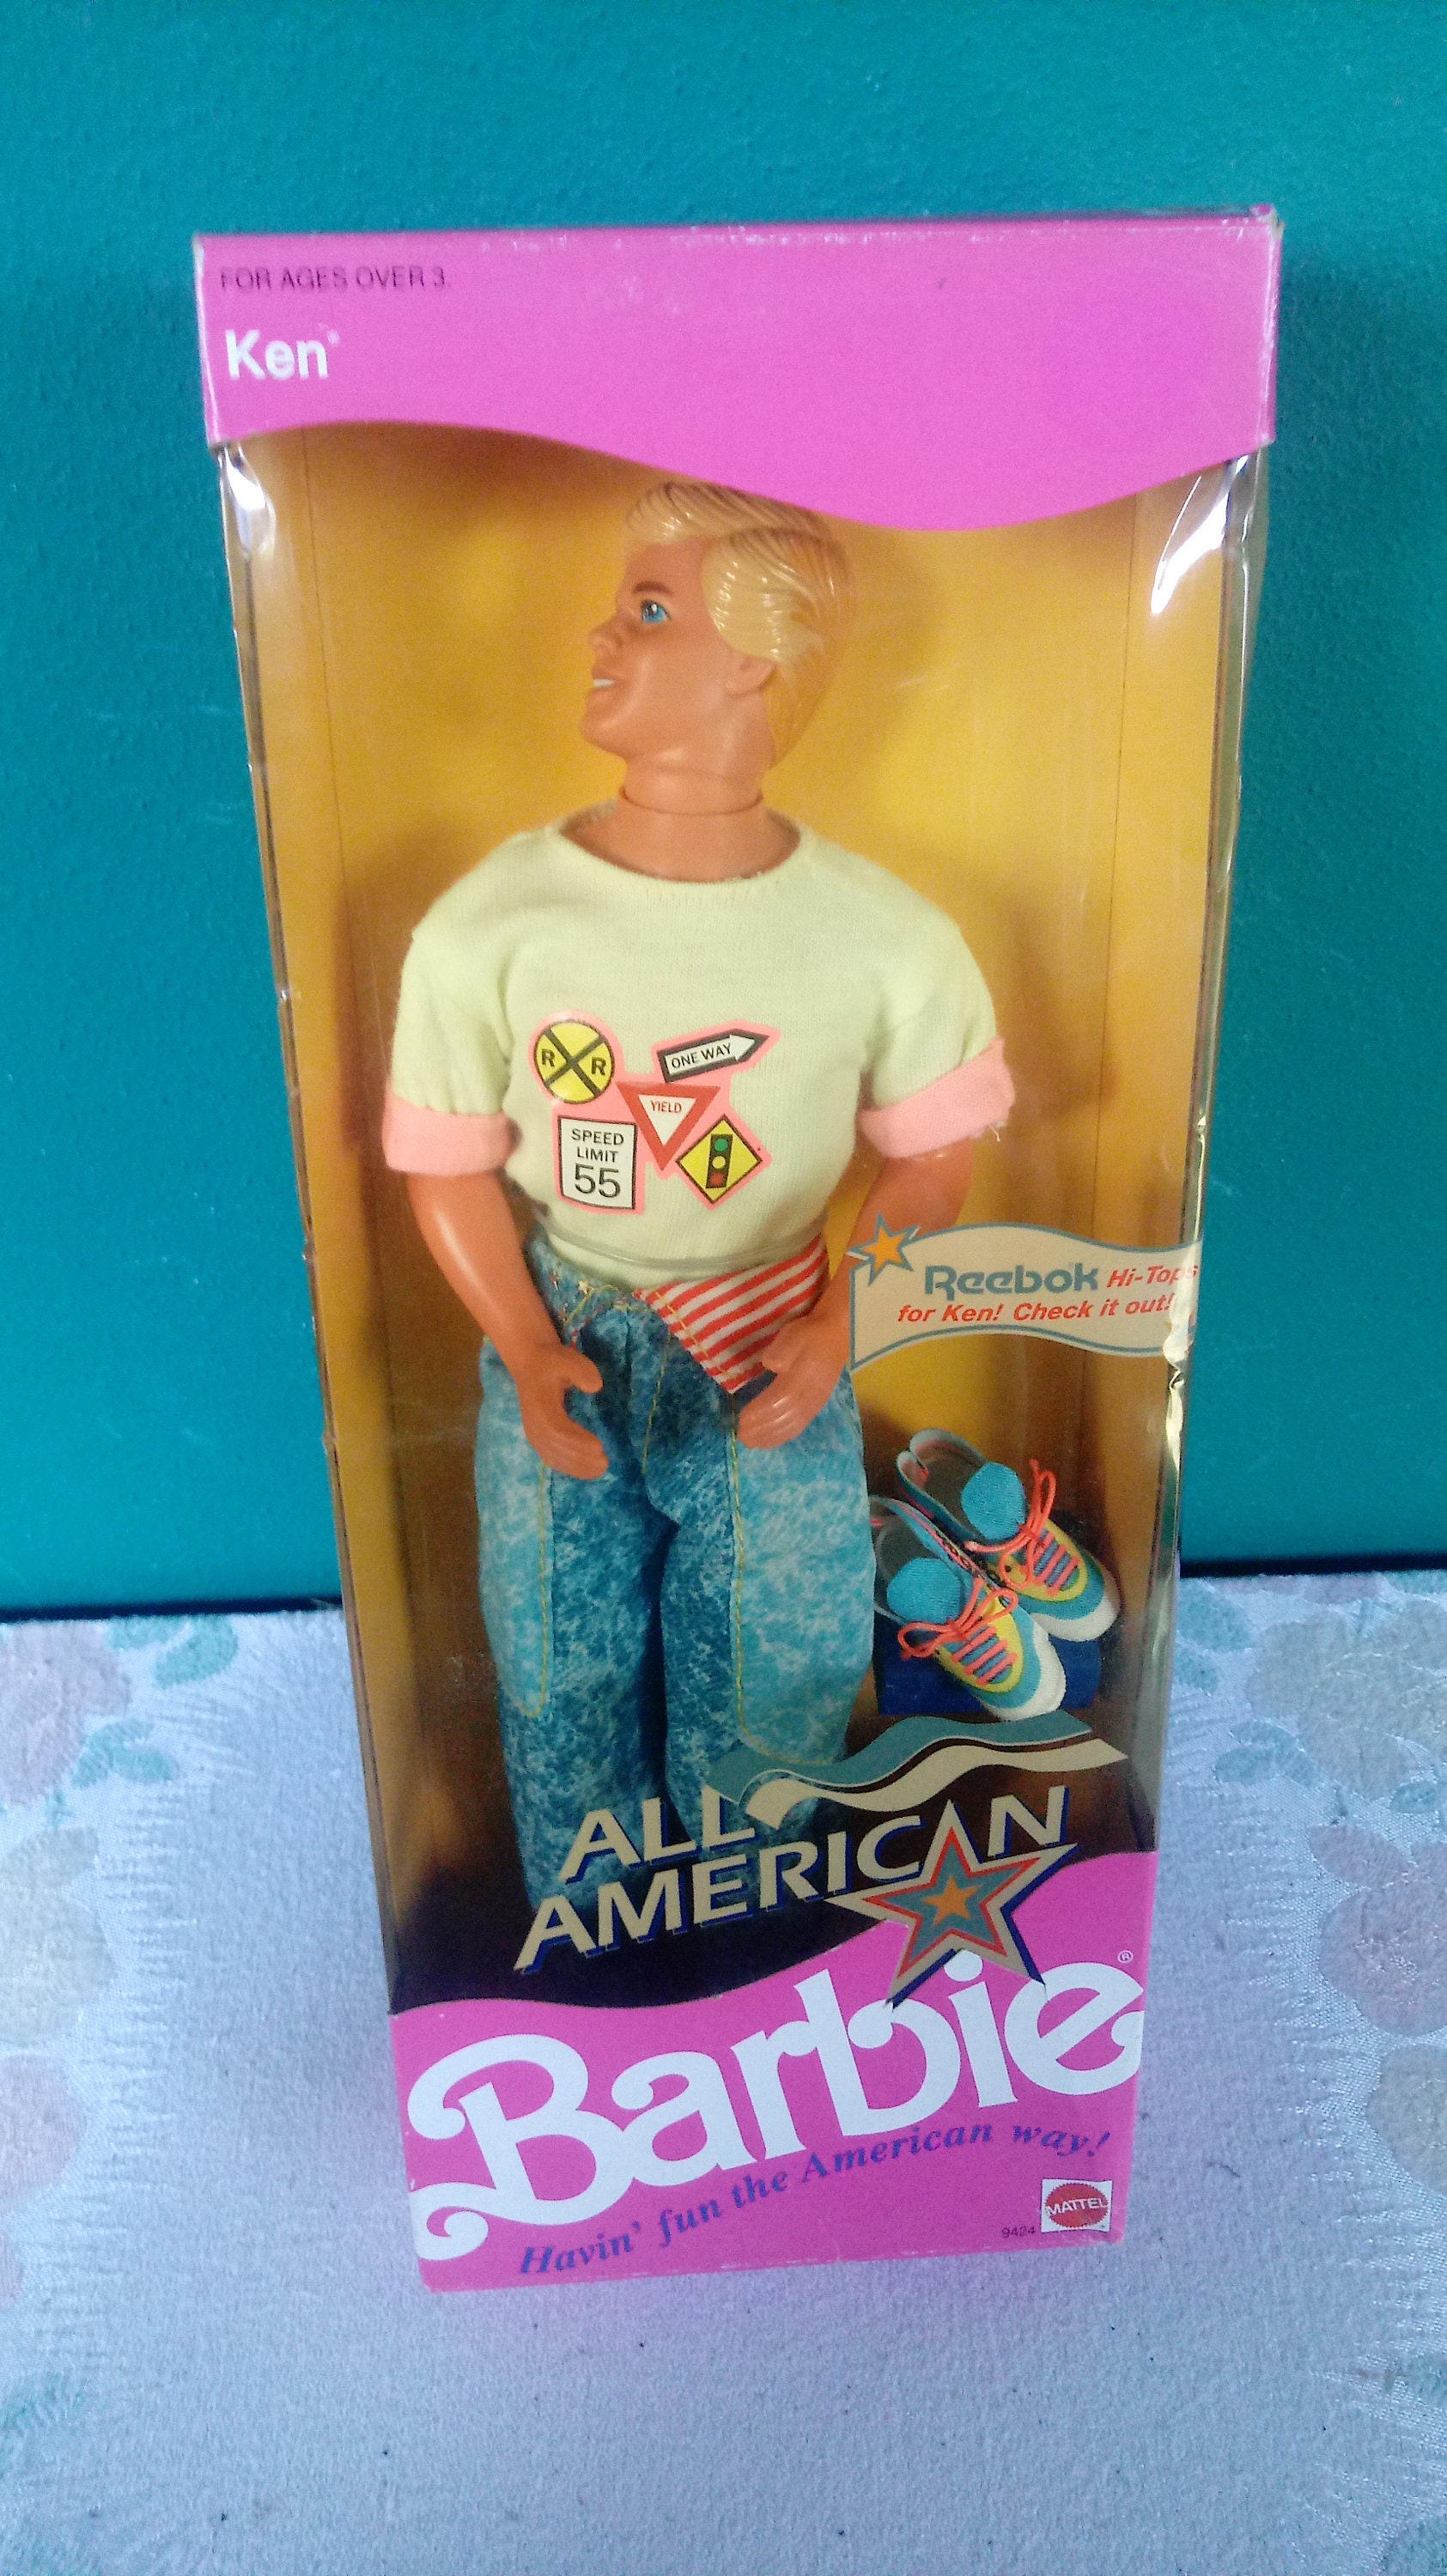 FOR AGES OVER 3.
Ken®
R R
ONE WAY
YIELD
SPEED
LIMIT
55
Reebok Hi-Tops
for Ken! Check it out!
ALL
AMERICAN
Barbie®
Havin' fun the American way!
9424
MATTEL